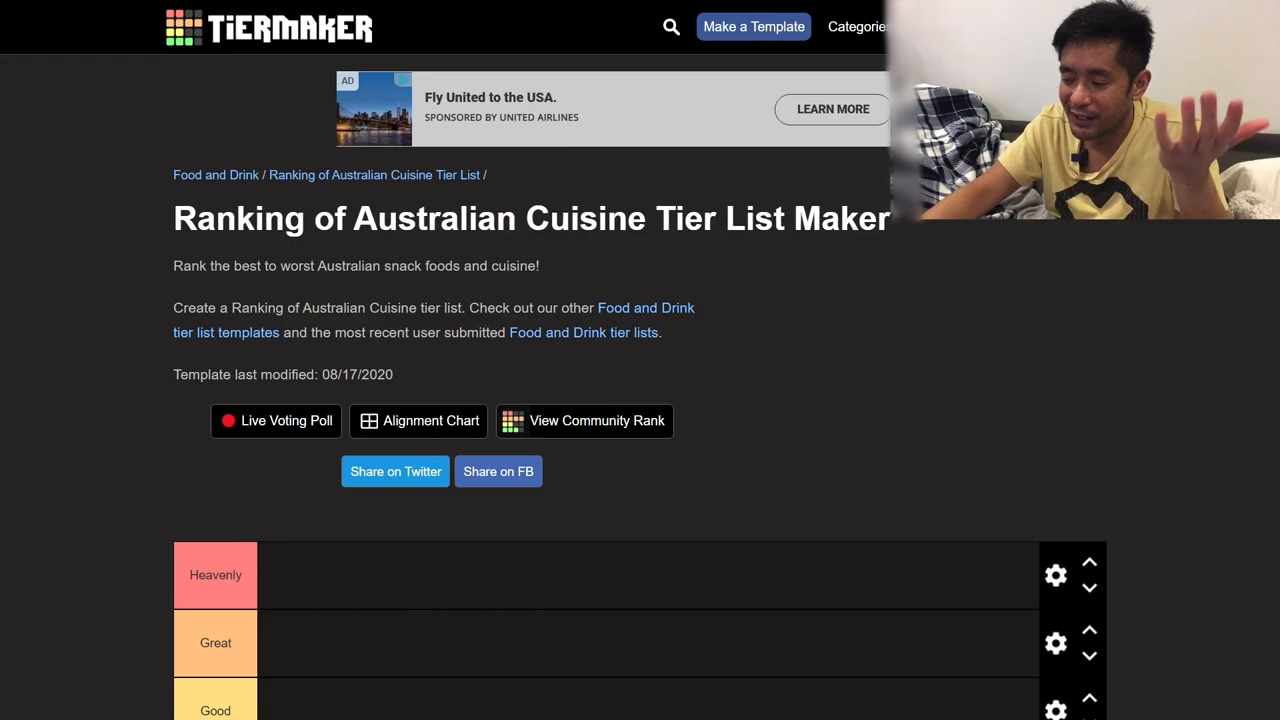 TiERMAKER
Make a Template
Categorie
AD
Fly United to the USA.
SPONSORED BY UNITED AIRLINES
LEARN MORE
Food and Drink / Ranking of Australian Cuisine Tier List /
Ranking of Australian Cuisine Tier List Maker
Rank the best to worst Australian snack foods and cuisine!
Create a Ranking of Australian Cuisine tier list. Check out our other Food and Drink
tier list templates and the most recent user submitted Food and Drink tier lists.
Template last modified: 08/17/2020
Live Voting Poll
Alignment Chart
View Community Rank
Share on Twitter
Share on FB
Heavenly
Great
Good